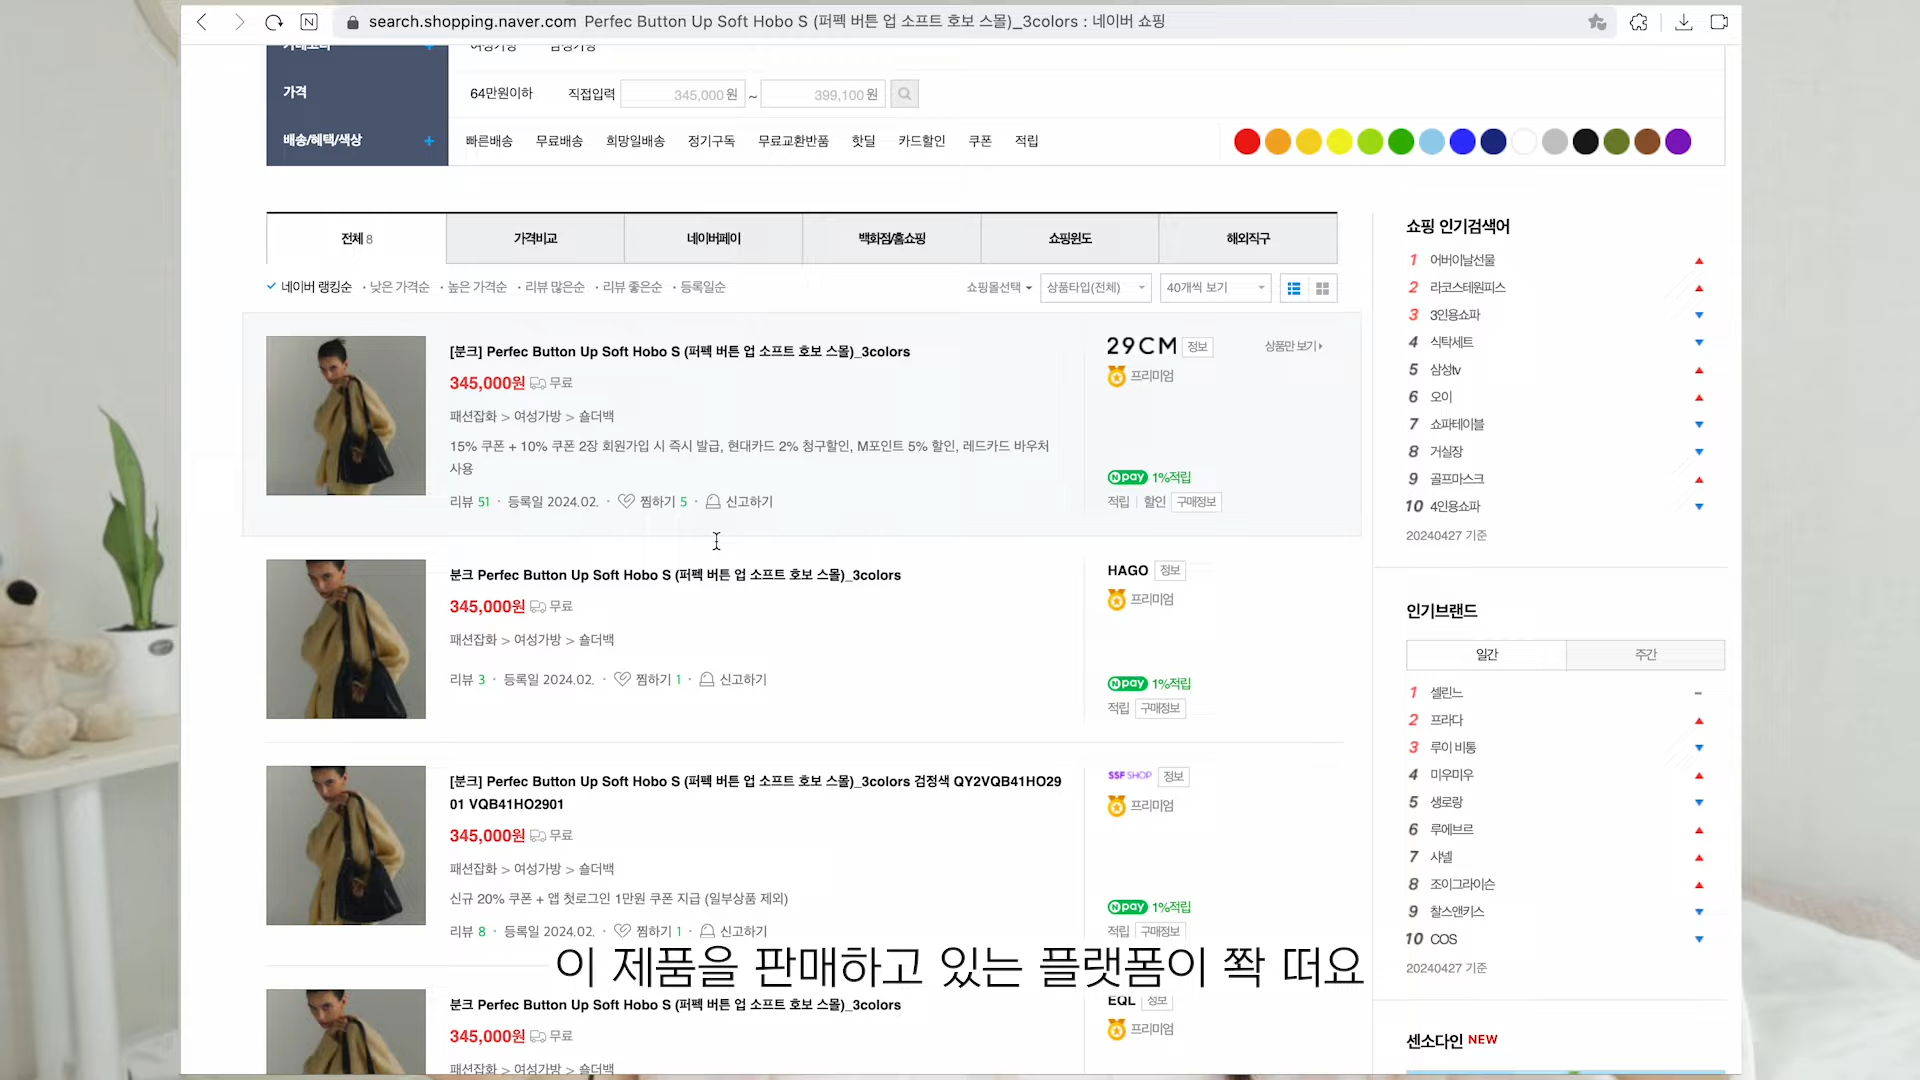 search.shopping.naver.com Perfec Button Up Soft Hobo S (퍼펙 버튼 업 소프트 호보 스몰)_3colors : 네이버 쇼핑
카테고리 + 여성가방 남성가방
가격 64만원이하 직접입력 345,000 원 ~ 399,100 원
배송/혜택/색상 + 빠른배송 무료배송 희망일배송 정기구독 무료교환반품 핫딜 카드할인 쿠폰 적립
전체 8 가격비교 네이버페이 백화점/홈쇼핑 쇼핑윈도 해외직구
네이버 랭킹순 · 낮은 가격순 · 높은 가격순 · 리뷰 많은순 · 리뷰 좋은순 · 등록일순 쇼핑몰선택 상품타입(전체) 40개씩 보기
[분크] Perfec Button Up Soft Hobo S (퍼펙 버튼 업 소프트 호보 스몰)_3colors
345,000원 무료
패션잡화 > 여성가방 > 숄더백
15% 쿠폰 + 10% 쿠폰 2장 회원가입 시 즉시 발급, 현대카드 2% 청구할인, M포인트 5% 할인, 레드카드 바우처
사용
리뷰 51 · 등록일 2024.02. · 찜하기 5 · 신고하기
29CM 정보 상품만 보기
프리미엄
N pay 1%적립
적립 할인 구매정보
분크 Perfec Button Up Soft Hobo S (퍼펙 버튼 업 소프트 호보 스몰)_3colors
345,000원 무료
패션잡화 > 여성가방 > 숄더백
리뷰 3 · 등록일 2024.02. · 찜하기 1 · 신고하기
HAGO 정보
프리미엄
N pay 1%적립
적립 구매정보
[분크] Perfec Button Up Soft Hobo S (퍼펙 버튼 업 소프트 호보 스몰)_3colors 검정색 QY2VQB41HO29
01 VQB41HO2901
345,000원 무료
패션잡화 > 여성가방 > 숄더백
신규 20% 쿠폰 + 앱 첫로그인 1만원 쿠폰 지급 (일부상품 제외)
리뷰 8 · 등록일 2024.02. · 찜하기 1 · 신고하기
SSF SHOP 정보
프리미엄
N pay 1%적립
적립 구매정보
분크 Perfec Button Up Soft Hobo S (퍼펙 버튼 업 소프트 호보 스몰)_3colors
345,000원 무료
패션잡화 > 여성가방 > 숄더백
EQL 정보
프리미엄
쇼핑 인기검색어
1 어버이날선물
2 라코스테원피스
3 3인용쇼파
4 식탁세트
5 삼성tv
6 오이
7 쇼파테이블
8 거실장
9 골프마스크
10 4인용쇼파
20240427 기준
인기브랜드
일간 주간
1 셀린느
2 프라다
3 루이 비통
4 미우미우
5 생로랑
6 루에브르
7 샤넬
8 조이그라이슨
9 찰스앤키스
10 COS
20240427 기준
센소다인 NEW
이 제품을 판매하고 있는 플랫폼이 쫙 떠요